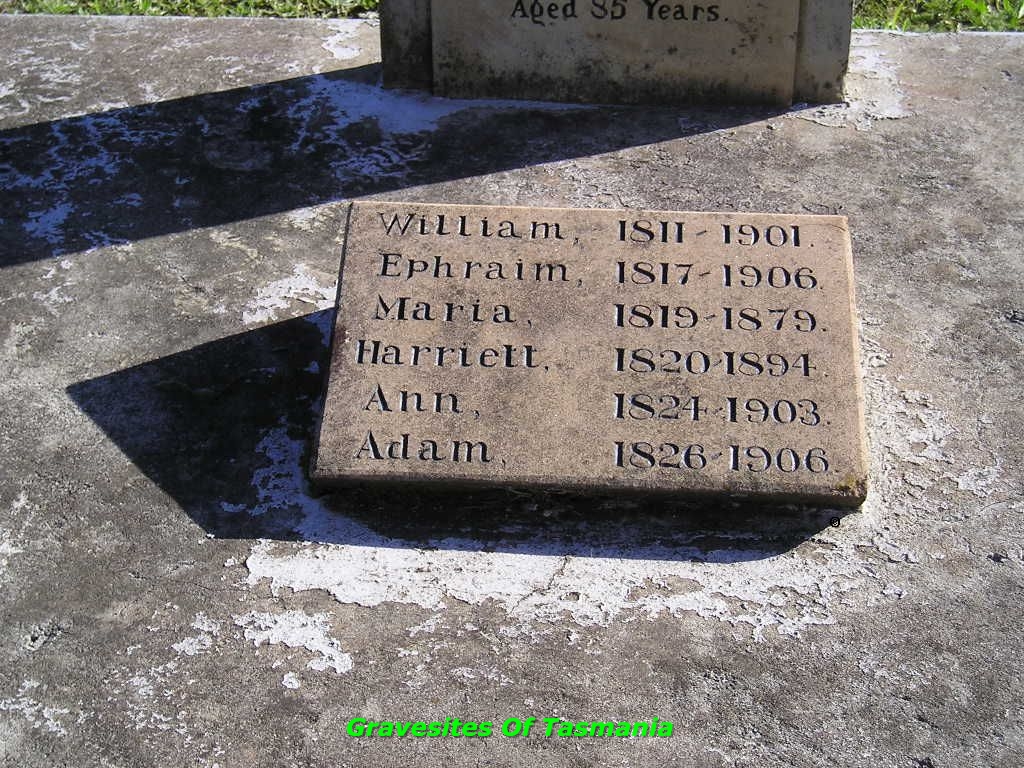 Aged 85 Years.
William, 1811-1901.
Ephraim, 1817-1906.
Maria, 1819-1879.
Harriett, 1820-1894.
Ann, 1824-1903.
Adam, 1826-1906.
Gravesites Of Tasmania